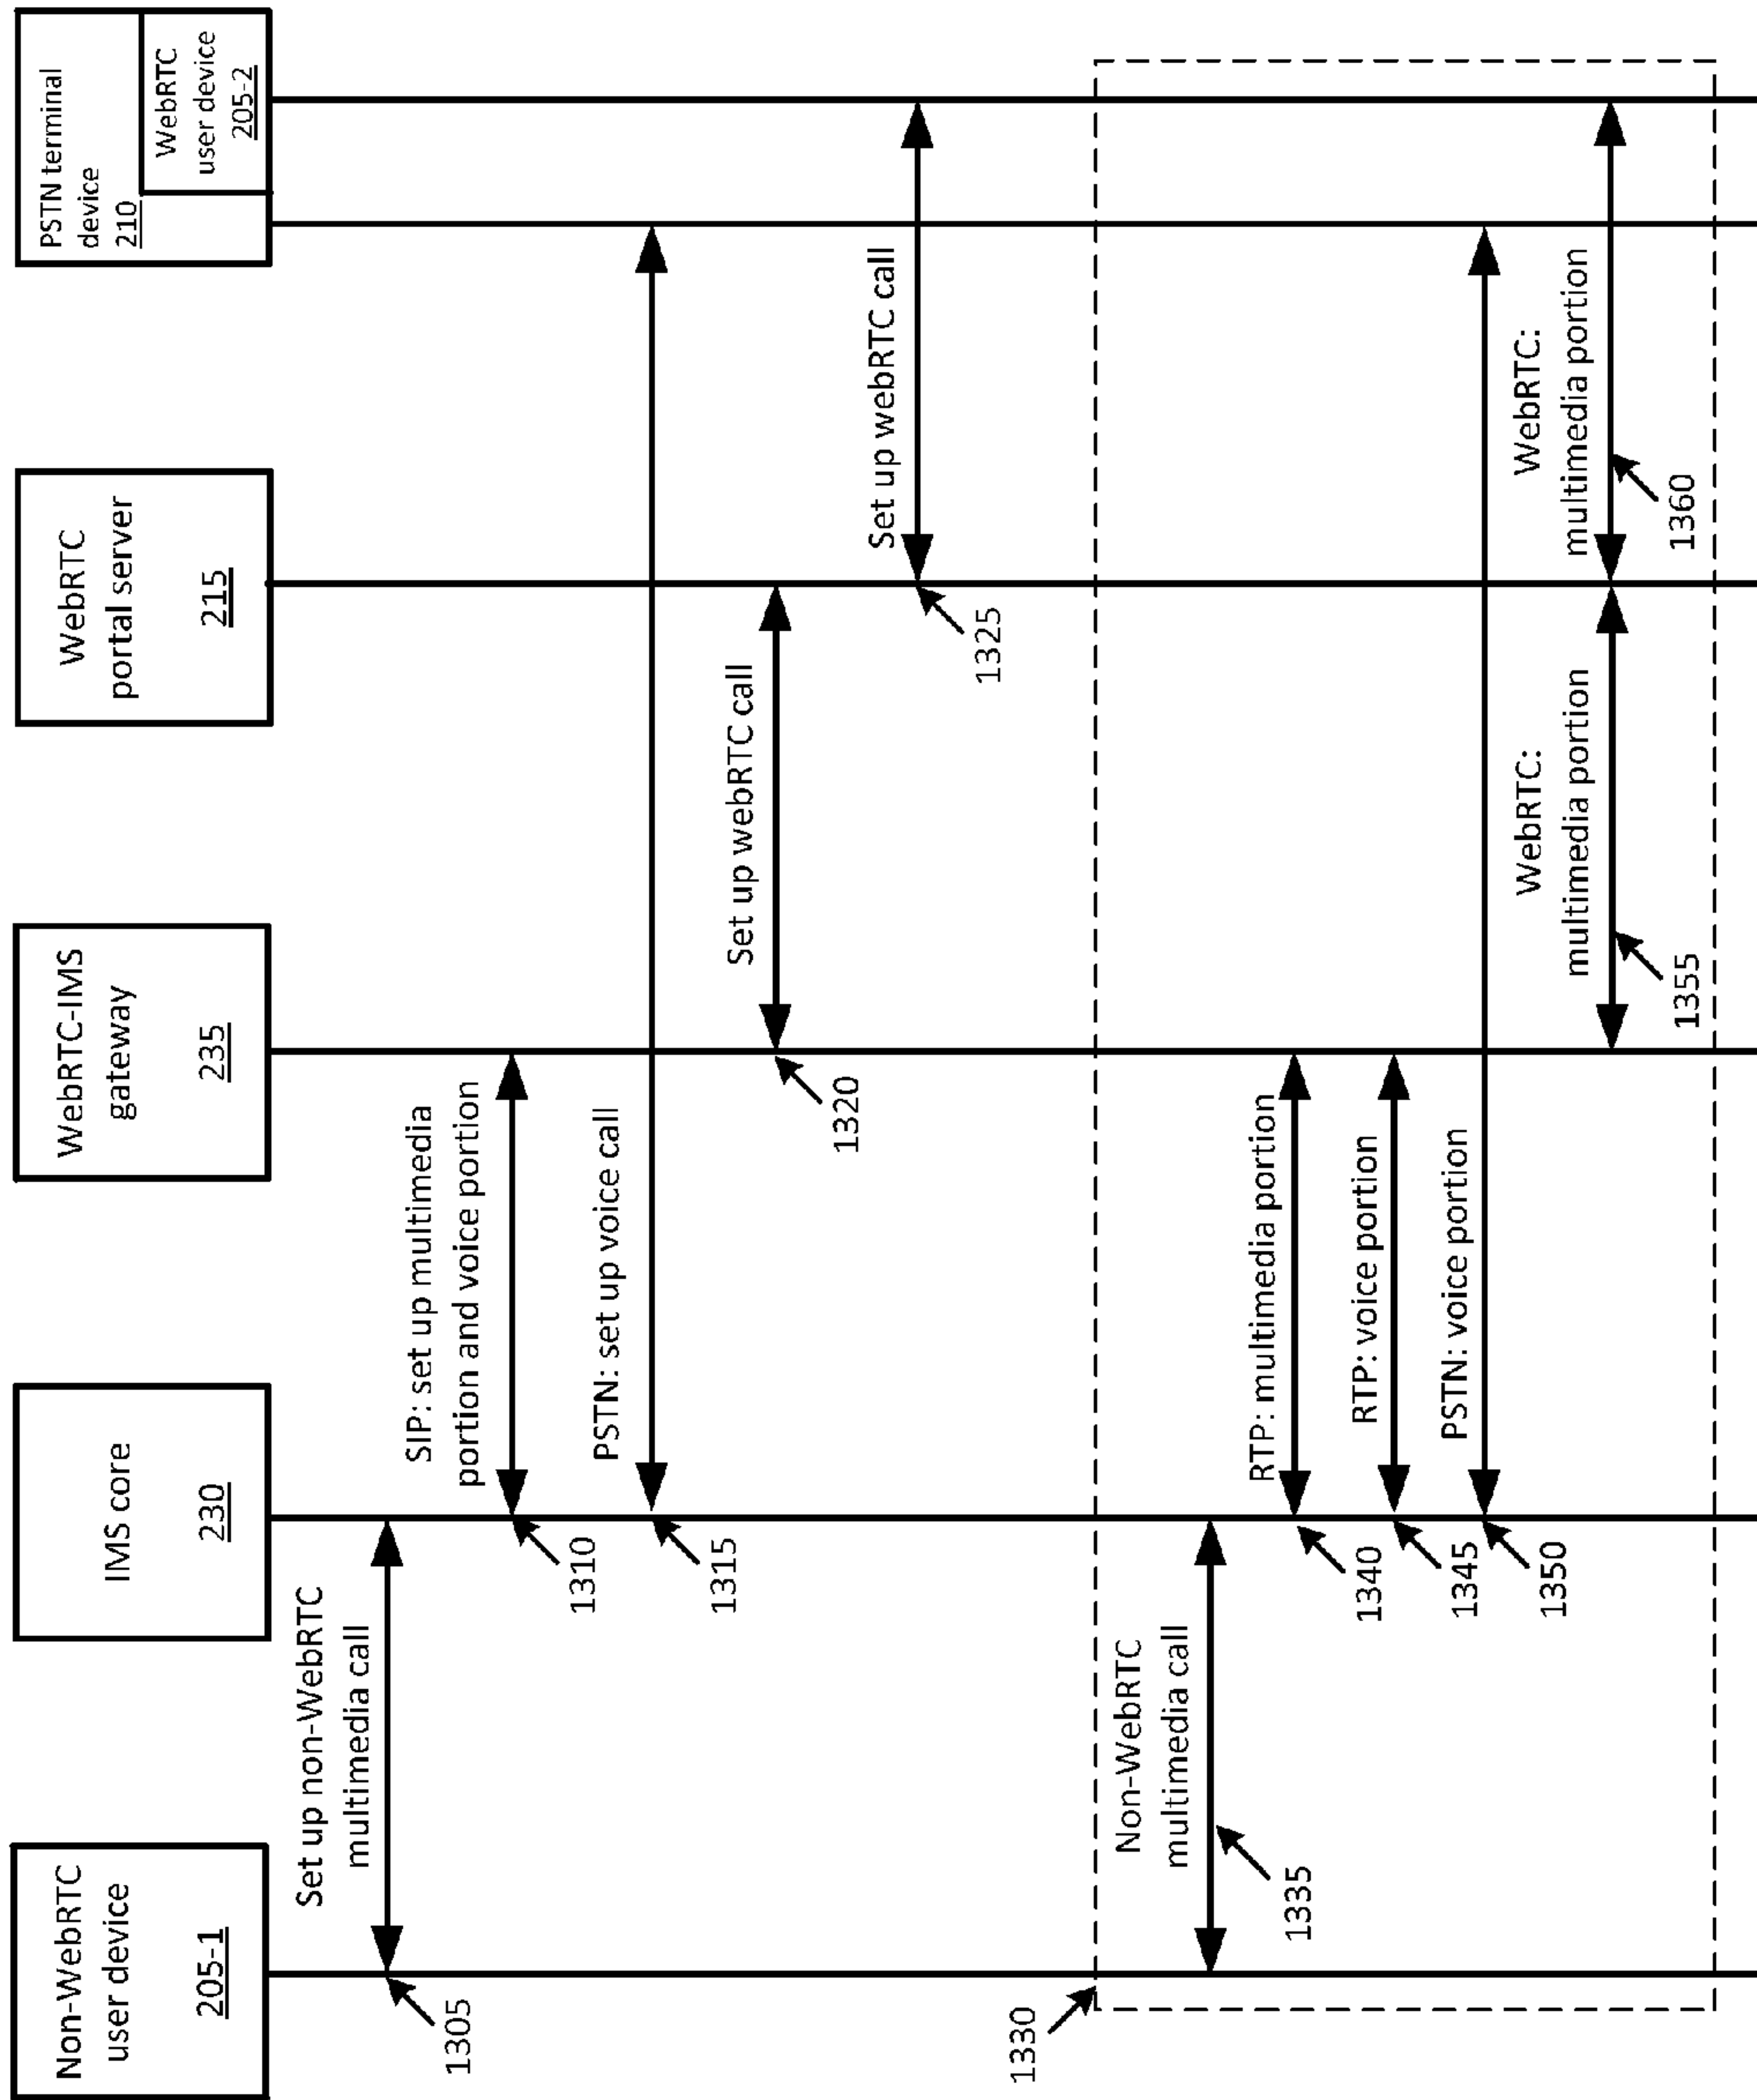 Non-WebRTC
user device
205-1
IMS core
230
WebRTC-IMS
gateway
235
WebRTC
portal server
215
PSTN terminal
device
210
WebRTC
user device
205-2
Set up non-WebRTC
multimedia call
1305
SIP: set up multimedia
portion and voice portion
1310
PSTN: set up voice call
1315
Set up webRTC call
1320
Set up webRTC call
1325
1330
Non-WebRTC
multimedia call
1335
RTP: multimedia portion
1340
RTP: voice portion
1345
PSTN: voice portion
1350
WebRTC:
multimedia portion
1355
WebRTC:
multimedia portion
1360